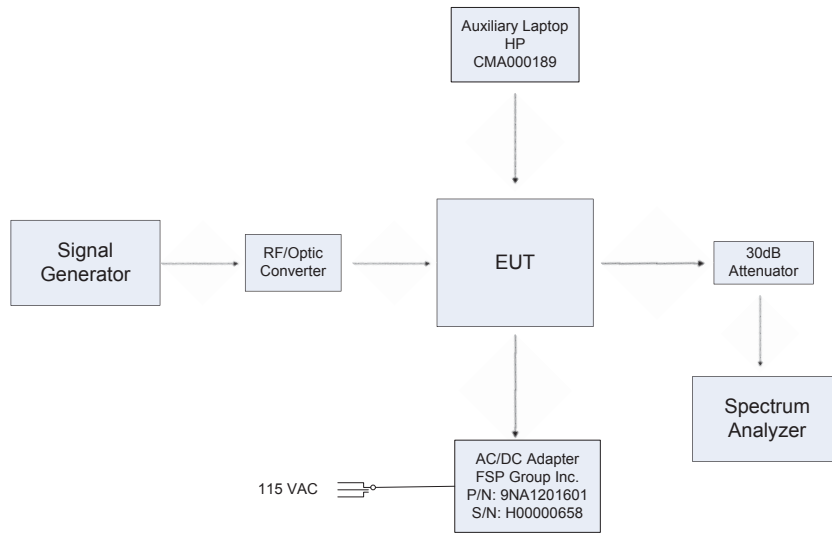 Auxiliary Laptop
HP
CMA000189
Signal
Generator
RF/Optic
Converter
EUT
30dB
Attenuator
Spectrum
Analyzer
115 VAC
AC/DC Adapter
FSP Group Inc.
P/N: 9NA1201601
S/N: H00000658